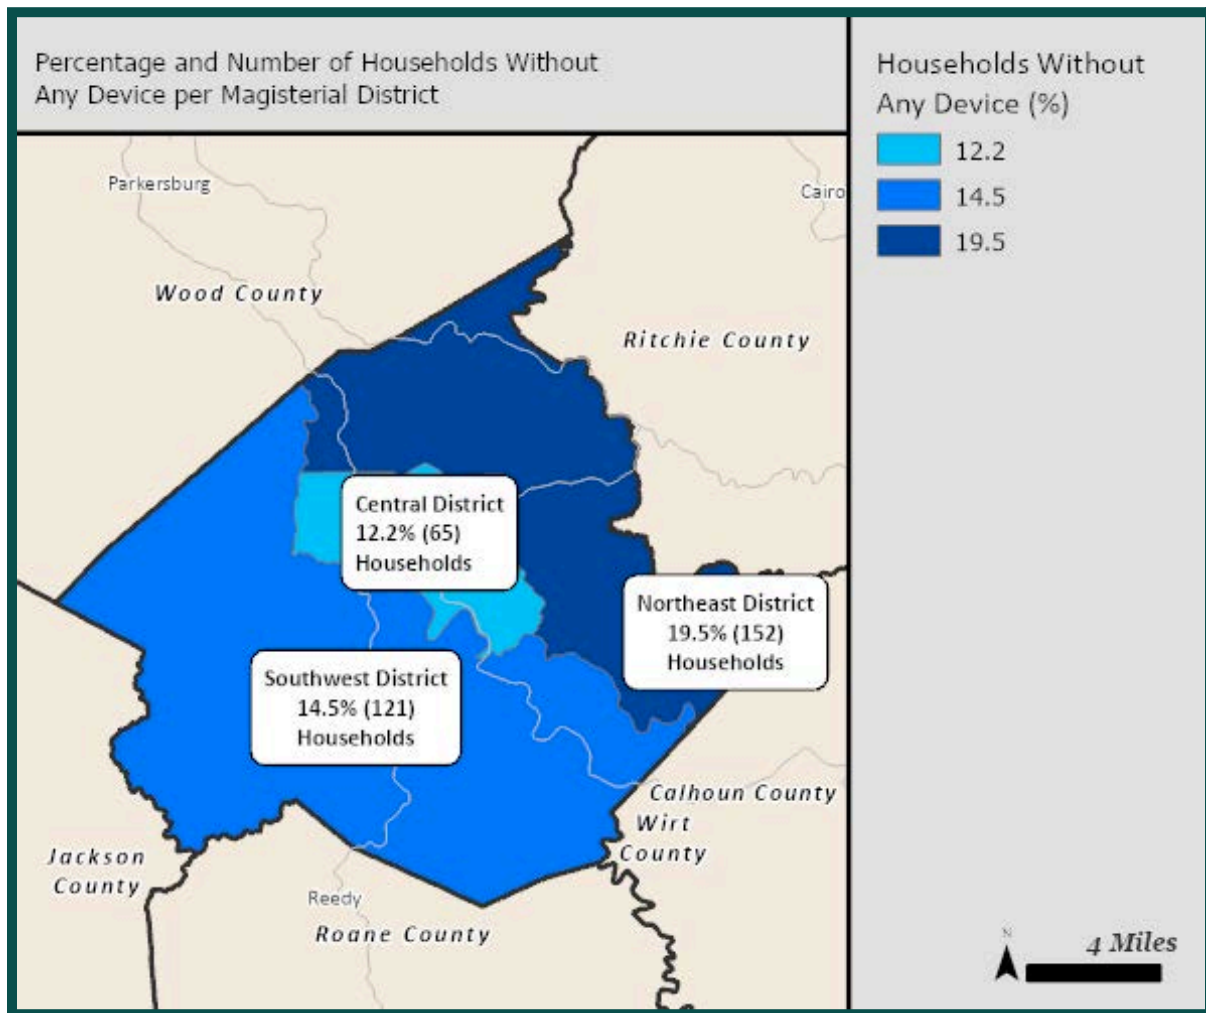 Percentage and Number of Households Without
Any Device per Magisterial District
Households Without
Any Device (%)
12.2
14.5
19.5
Parkersburg
Cairo
Wood County
Ritchie County
Central District
12.2% (65)
Households
Northeast District
19.5% (152)
Households
Southwest District
14.5% (121)
Households
Calhoun County
Wirt
County
Jackson
County
Reedy
Roane County
N
4 Miles